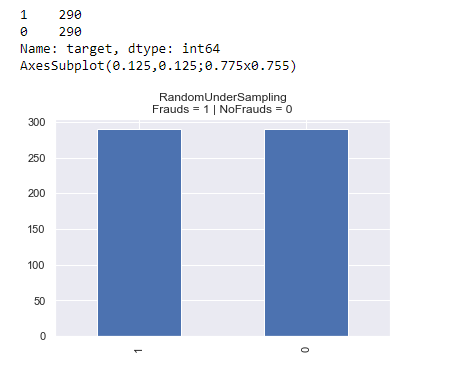 1    290
0    290
Name: target, dtype: int64
AxesSubplot(0.125,0.125;0.775x0.755)
RandomUnderSampling
Frauds = 1 | NoFrauds = 0
300
250
200
150
100
50
0
1
0